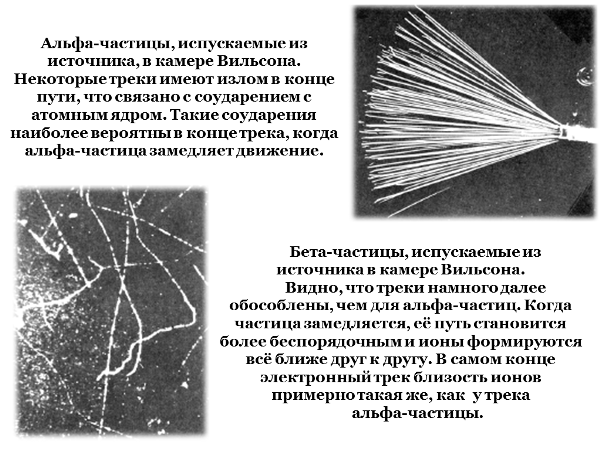 Альфа-частицы, испускаемые из
источника, в камере Вильсона.
Некоторые треки имеют излом в конце
пути, что связано с соударением с
атомным ядром. Такие соударения
наиболее вероятны в конце трека, когда
альфа-частица замедляет движение.
Бета-частицы, испускаемые из
источника в камере Вильсона.
Видно, что треки намного далее
обособлены, чем для альфа-частиц. Когда
частица замедляется, её путь становится
более беспорядочным и ионы формируются
всё ближе друг к другу. В самом конце
электронный трек близость ионов
примерно такая же, как у трека
альфа-частицы.